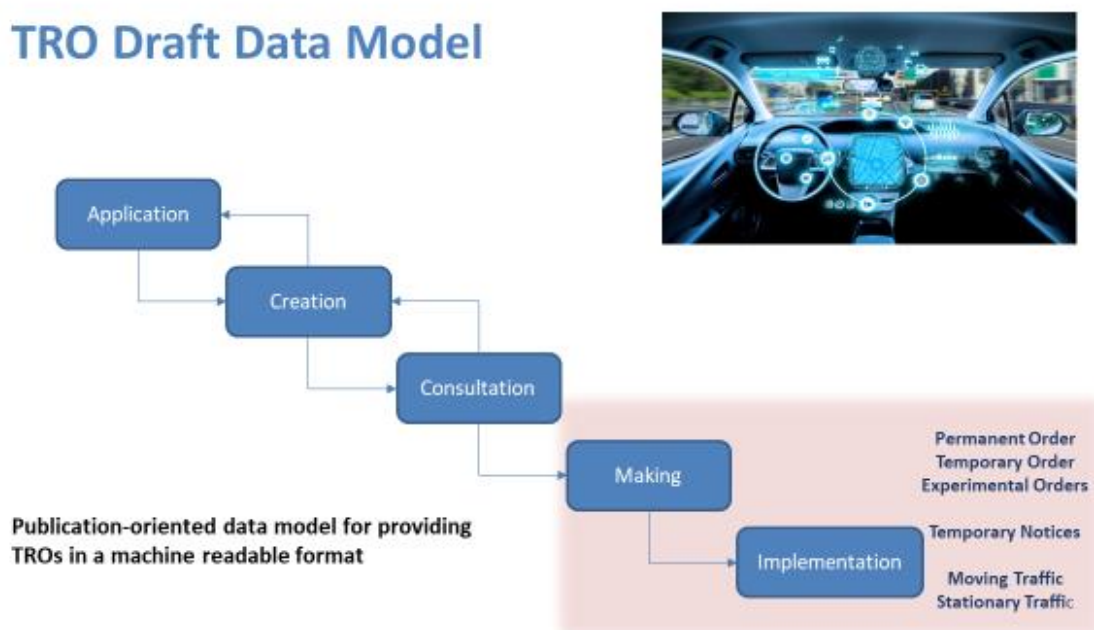 TRO Draft Data Model
Application
Creation
Consultation
Making
Implementation
Permanent Order
Temporary Order
Experimental Orders
Temporary Notices
Moving Traffic
Stationary Traffic
Publication-oriented data model for providing
TROs in a machine readable format